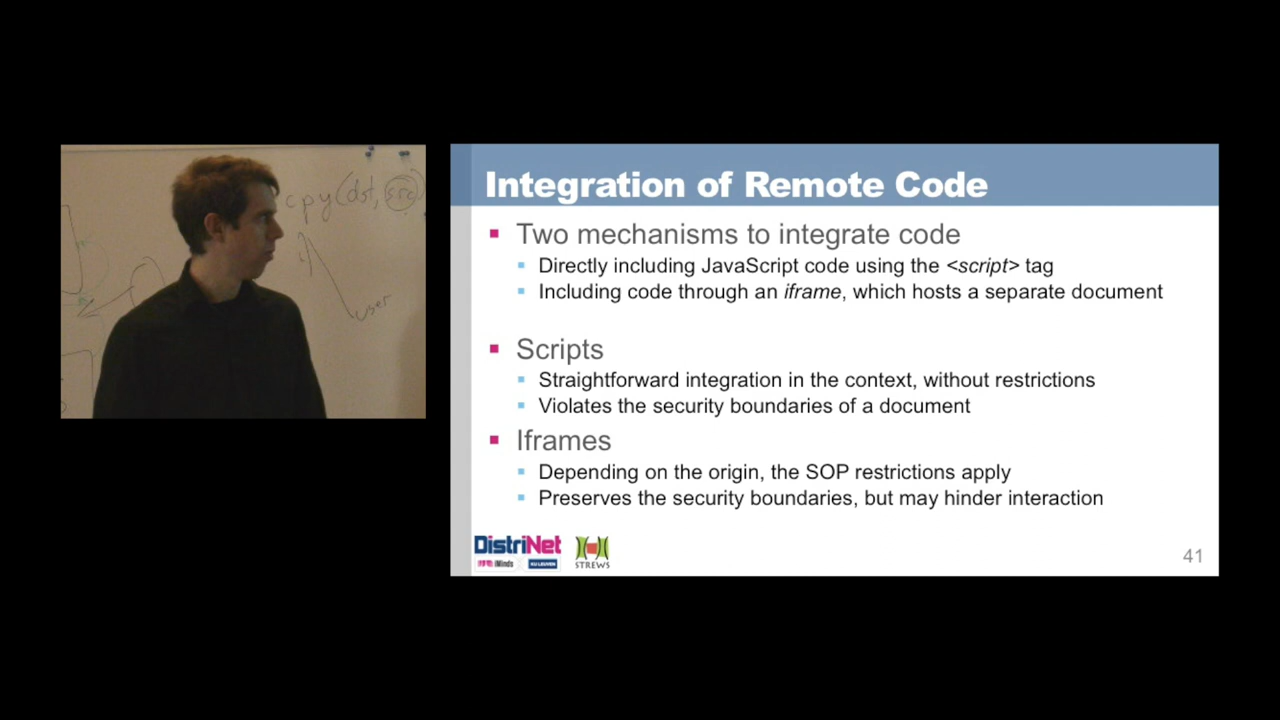 cpy(dst, src)
user
Integration of Remote Code
Two mechanisms to integrate code
Directly including JavaScript code using the <script> tag
Including code through an iframe, which hosts a separate document
Scripts
Straightforward integration in the context, without restrictions
Violates the security boundaries of a document
Iframes
Depending on the origin, the SOP restrictions apply
Preserves the security boundaries, but may hinder interaction
DistriNet
iMinds KU LEUVEN
STREWS
41